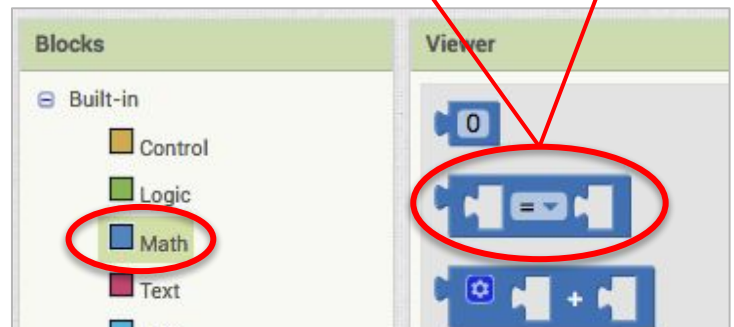 Blocks
Viewer
Built-in
Control
Logic
Math
Text
0
=
+